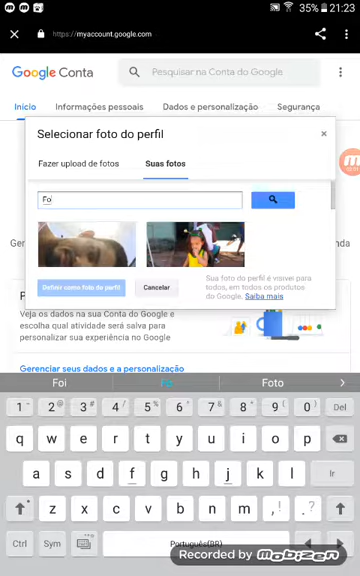 35% 21:23
https://myaccount.google.com
Google Conta
Pesquisar na Conta do Google
Início Informações pessoais Dados e personalização Segurança
Selecionar foto do perfil ×
Fazer upload de fotos Suas fotos
Fo
Definir como foto de perfil Cancelar
Sua foto do perfil é visível para
todos, em todos os produtos
do Google. Saiba mais
Veja os dados na sua Conta do Google e
escolha qual atividade será salva para
personalizar sua experiência no Google
Gerenciar seus dados e a personalização
Foi Fo Foto
1 2 @ 3 # 4 / 5 % 6 7 & 8 * 9 ( 0 ) Del
q w e r t y u i o p
a s d f g h j k l Ir
z x c v b n m , ! . ?
Ctrl Sym Português(BR)
Recorded by mobizen